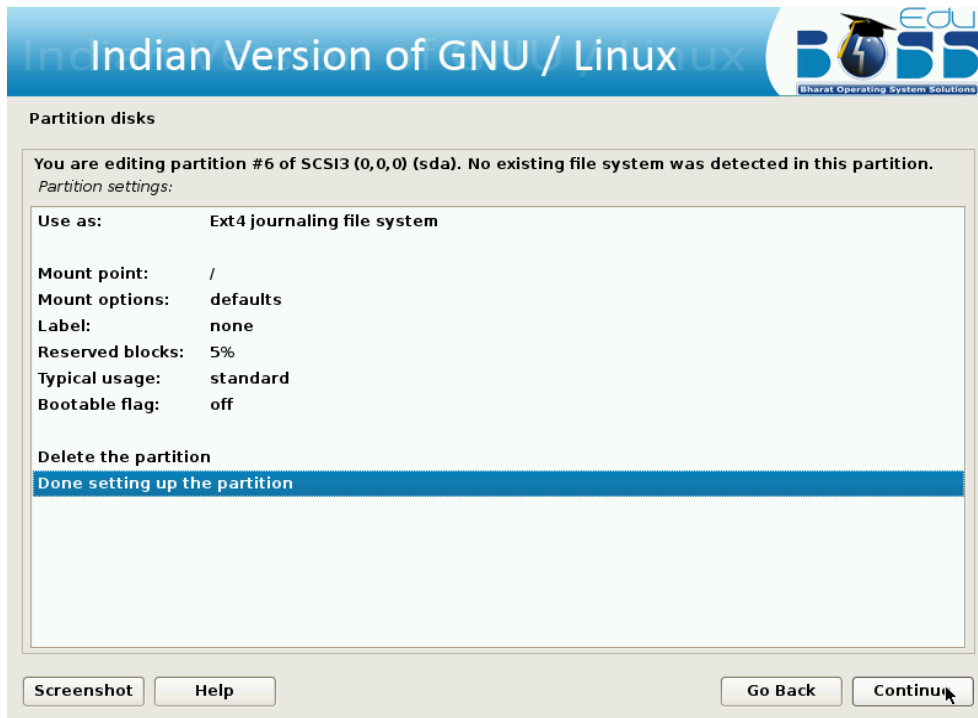 Indian Version of GNU / Linux
Edu
BOSS
Bharat Operating System Solutions
Partition disks
You are editing partition #6 of SCSI3 (0,0,0) (sda). No existing file system was detected in this partition.
Partition settings:
Use as: Ext4 journaling file system
Mount point: /
Mount options: defaults
Label: none
Reserved blocks: 5%
Typical usage: standard
Bootable flag: off
Delete the partition
Done setting up the partition
Screenshot Help Go Back Continue